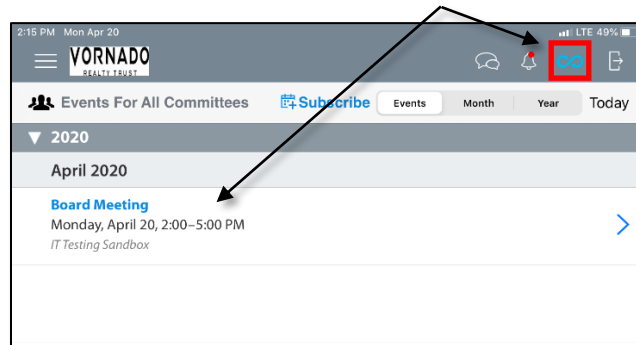 2:15 PM Mon Apr 20 LTE 49%
VORNADO
REALTY TRUST
Events For All Committees Subscribe Events Month Year Today
▼ 2020
April 2020
Board Meeting
Monday, April 20, 2:00–5:00 PM
IT Testing Sandbox